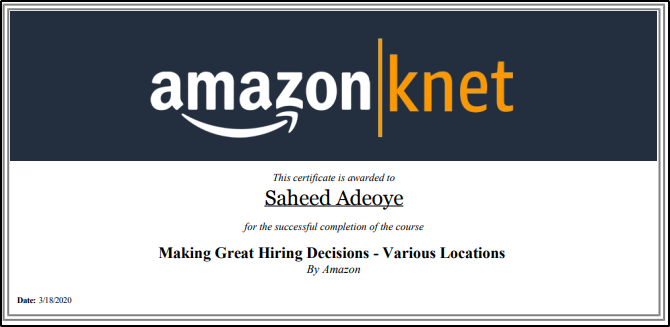 amazon|knet
This certificate is awarded to
Saheed Adeoye
for the successful completion of the course
Making Great Hiring Decisions - Various Locations
By Amazon
Date: 3/18/2020